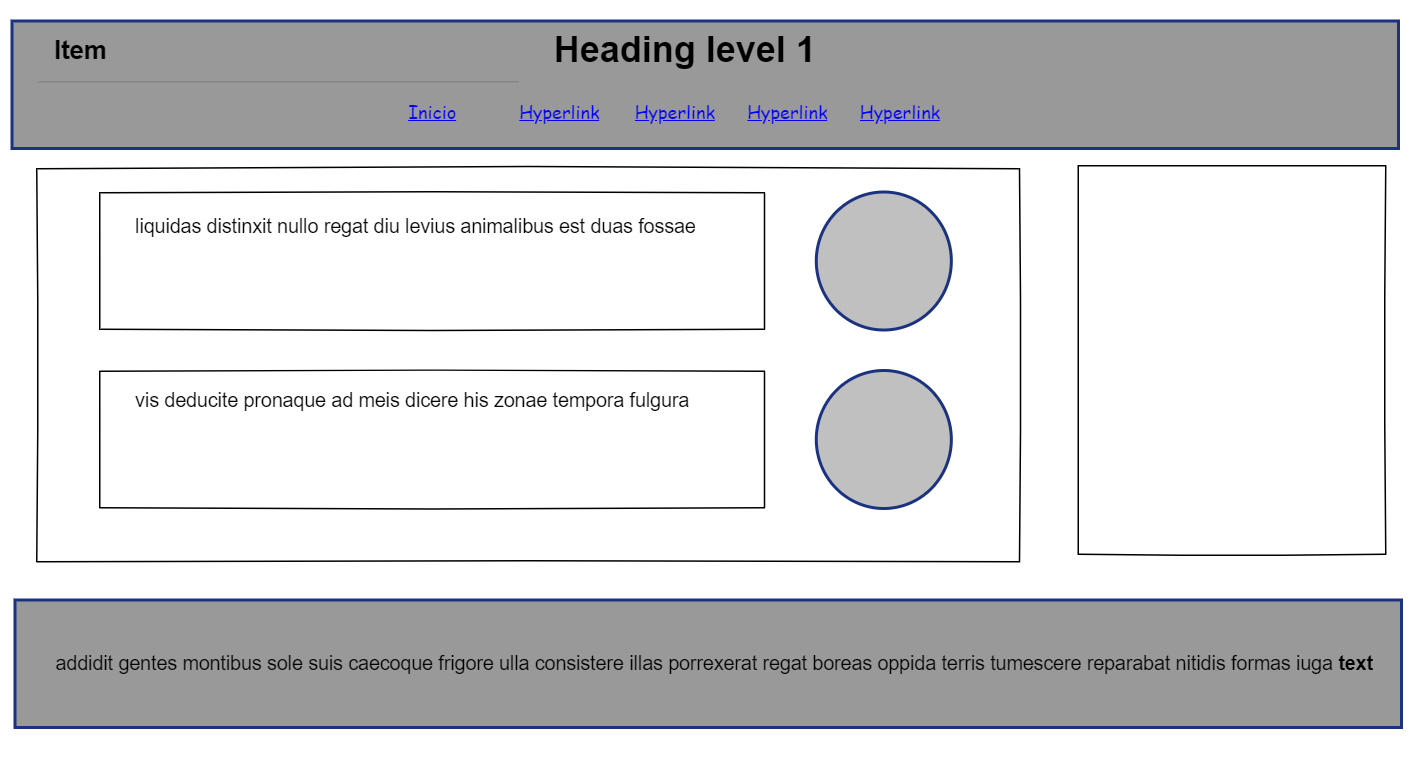 Item
Heading level 1
Inicio Hyperlink Hyperlink Hyperlink Hyperlink
liquidas distinxit nullo regat diu levius animalibus est duas fossae
vis deducite pronaque ad meis dicere his zonae tempora fulgura
addidit gentes montibus sole suis caecoque frigore ulla consistere illas porrexerat regat boreas oppida terris tumescere reparabat nitidis formas iuga text